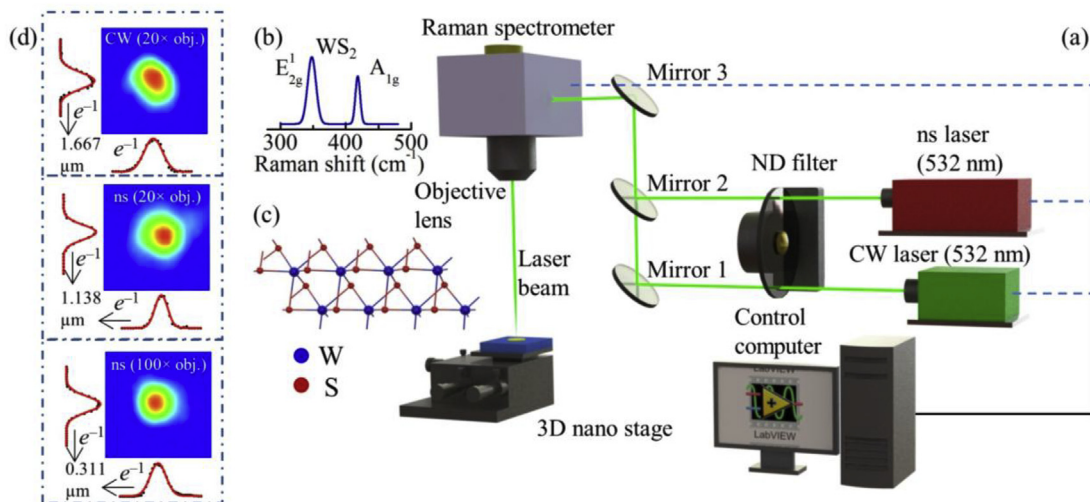 (d)
CW (20× obj.)
e⁻¹
1.667
µm
e⁻¹
ns (20× obj.)
e⁻¹
1.138
µm
e⁻¹
ns (100× obj.)
e⁻¹
0.311
µm
e⁻¹
(b)
WS₂
E¹₂g
A₁g
300
400
500
Raman shift (cm⁻¹)
(c)
W
S
Raman spectrometer
(a)
Mirror 3
ns laser
(532 nm)
ND filter
Mirror 2
Objective
lens
CW laser (532 nm)
Laser
beam
Mirror 1
Control
computer
LabVIEW
LabVIEW
3D nano stage